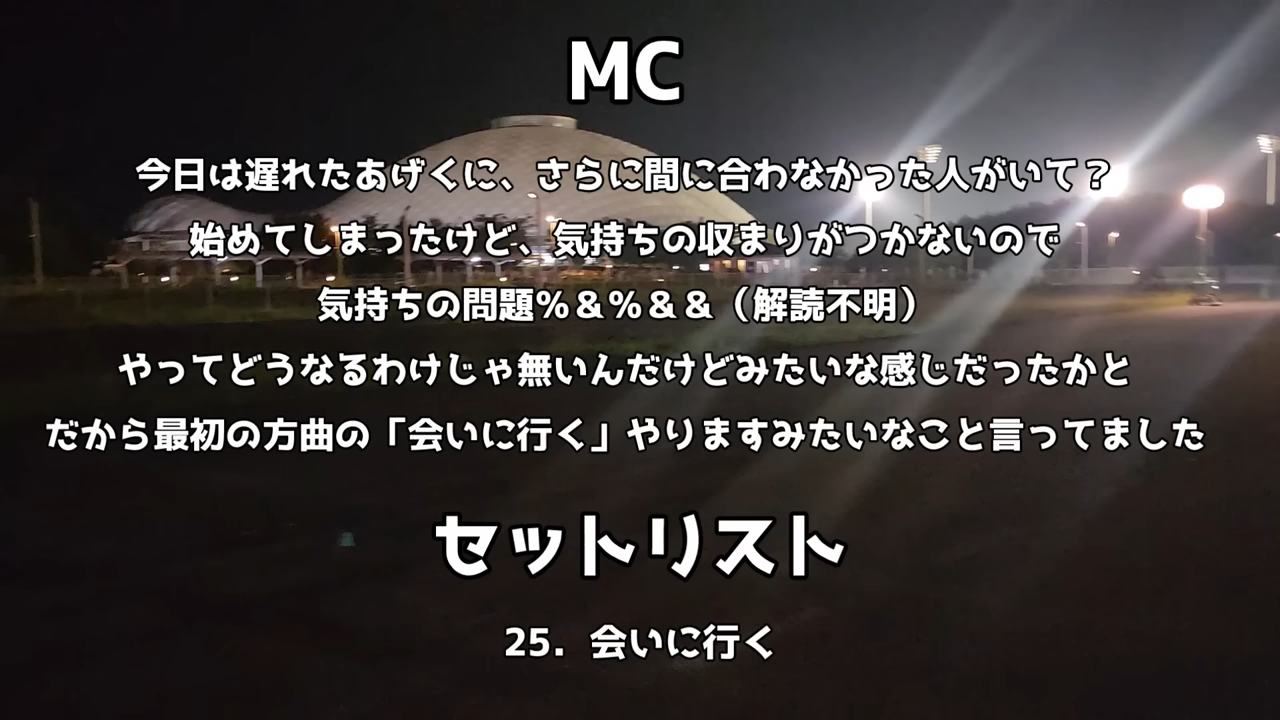 MC
今日は遅れたあげくに、さらに間に合わなかった人がいて？
始めてしまったけど、気持ちの収まりがつかないので
気持ちの問題％＆％＆＆（解読不明）
やってどうなるわけじゃ無いんだけどみたいな感じだったかと
だから最初の方曲の「会いに行く」やりますみたいなこと言ってました
セットリスト
25．会いに行く